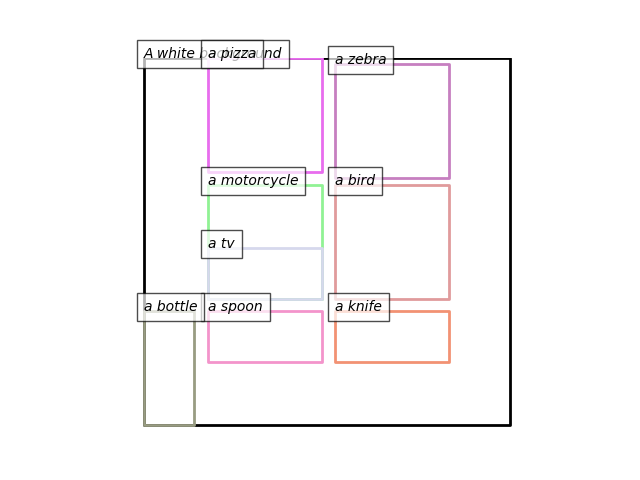 A white background
a pizza
a zebra
a motorcycle
a bird
a tv
a bottle
a spoon
a knife